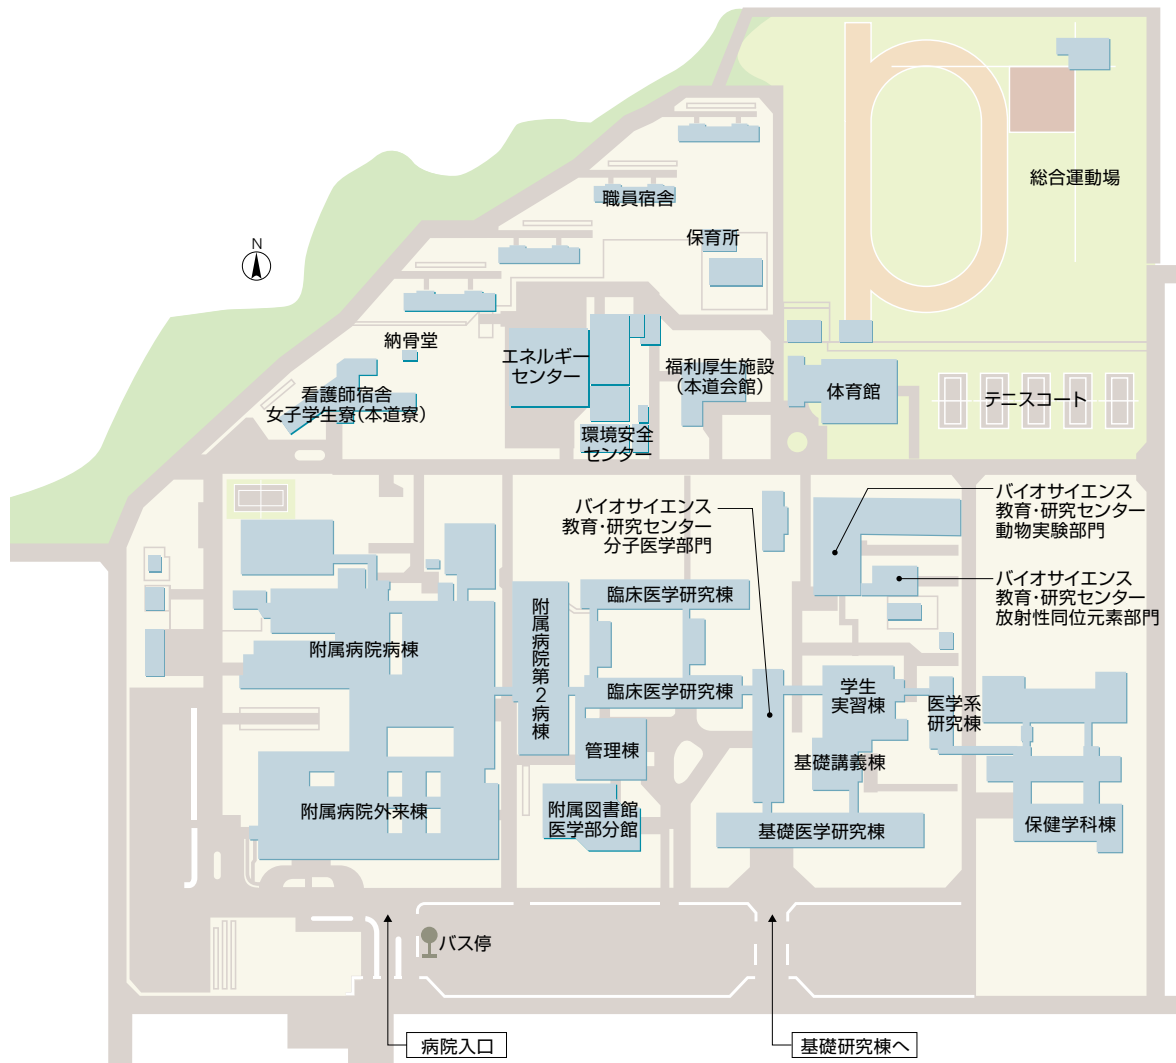 総合運動場
職員宿舎
保育所
N
納骨堂
エネルギー
センター
福利厚生施設
(本道会館)
体育館
テニスコート
看護師宿舎
女子学生寮(本道寮)
環境安全
センター
バイオサイエンス
教育・研究センター
分子医学部門
バイオサイエンス
教育・研究センター
動物実験部門
バイオサイエンス
教育・研究センター
放射性同位元素部門
臨床医学研究棟
附属病院病棟
附属病院第2病棟
臨床医学研究棟
学生
実習棟
医学系
研究棟
管理棟
基礎講義棟
附属病院外来棟
附属図書館
医学部分館
基礎医学研究棟
保健学科棟
バス停
病院入口
基礎研究棟へ